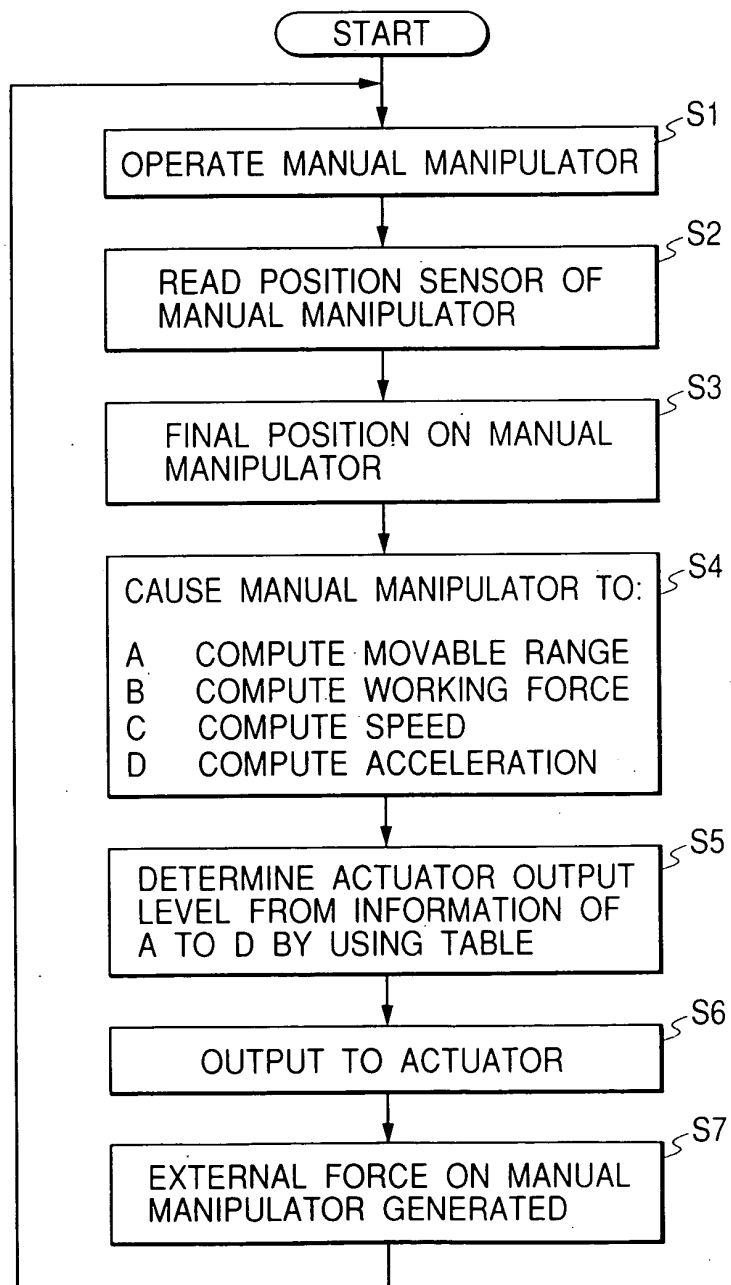 START
S1
OPERATE MANUAL MANIPULATOR
S2
READ POSITION SENSOR OF
MANUAL MANIPULATOR
S3
FINAL POSITION ON MANUAL
MANIPULATOR
S4
CAUSE MANUAL MANIPULATOR TO:
A COMPUTE MOVABLE RANGE
B COMPUTE WORKING FORCE
C COMPUTE SPEED
D COMPUTE ACCELERATION
S5
DETERMINE ACTUATOR OUTPUT
LEVEL FROM INFORMATION OF
A TO D BY USING TABLE
S6
OUTPUT TO ACTUATOR
S7
EXTERNAL FORCE ON MANUAL
MANIPULATOR GENERATED